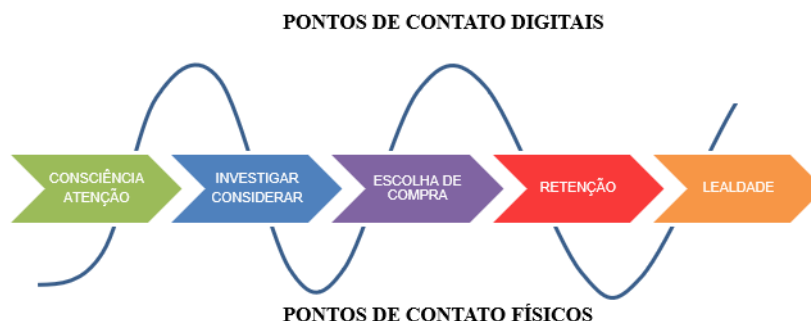 PONTOS DE CONTATO DIGITAIS
CONSCIÊNCIA
ATENÇÃO
INVESTIGAR
CONSIDERAR
ESCOLHA DE
COMPRA
RETENÇÃO
LEALDADE
PONTOS DE CONTATO FÍSICOS